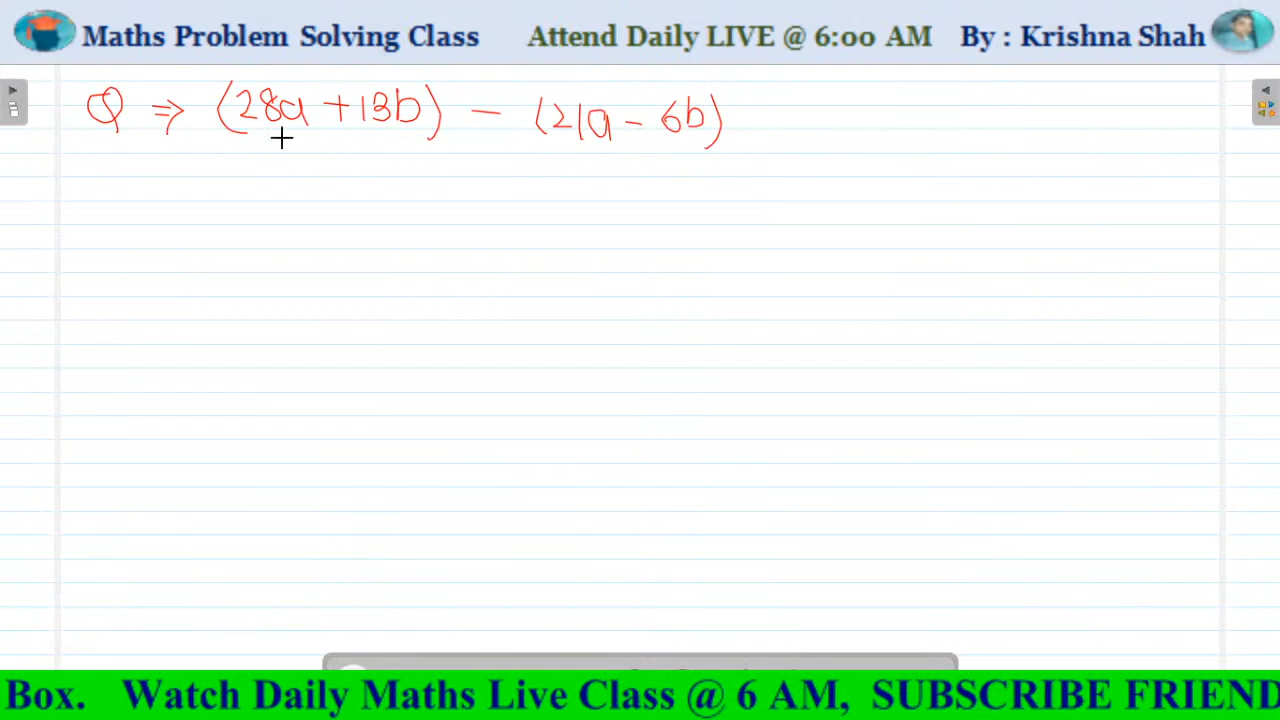 Maths Problem Solving Class Attend Daily LIVE @ 6:00 AM By : Krishna Shah
Q ⇒ (28a + 13b) - (21a - 6b)
Box. Watch Daily Maths Live Class @ 6 AM, SUBSCRIBE FRIEND